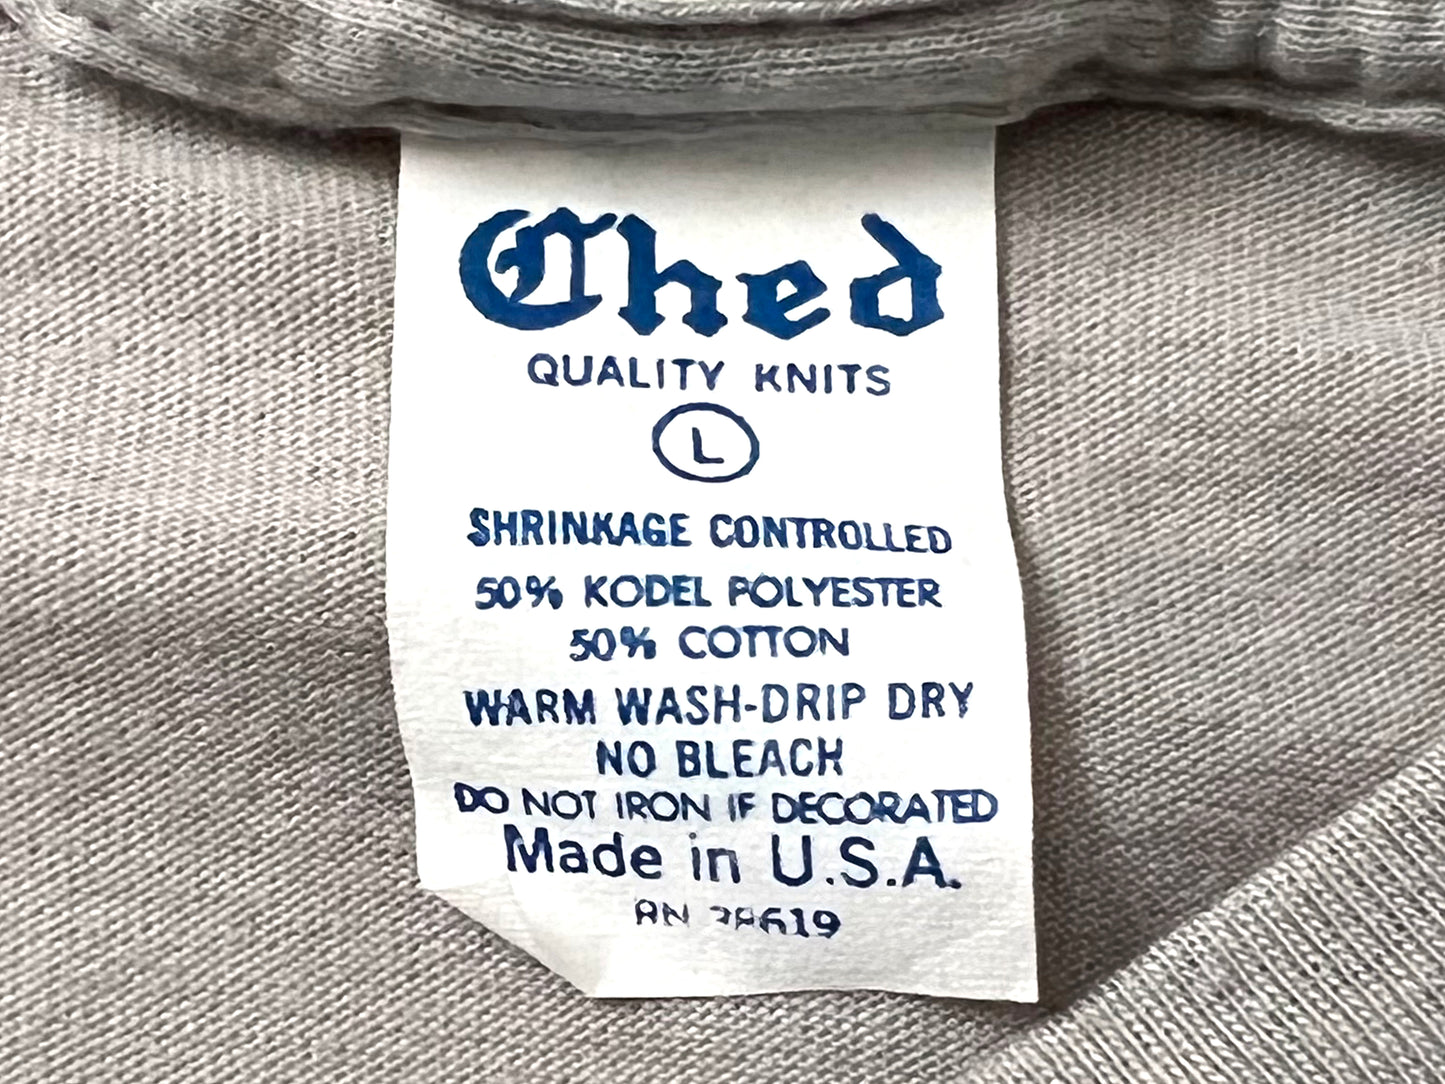 Ched
QUALITY KNITS
L
SHRINKAGE CONTROLLED
50% KODEL POLYESTER
50% COTTON
WARM WASH-DRIP DRY
NO BLEACH
DO NOT IRON IF DECORATED
Made in U.S.A.
RN